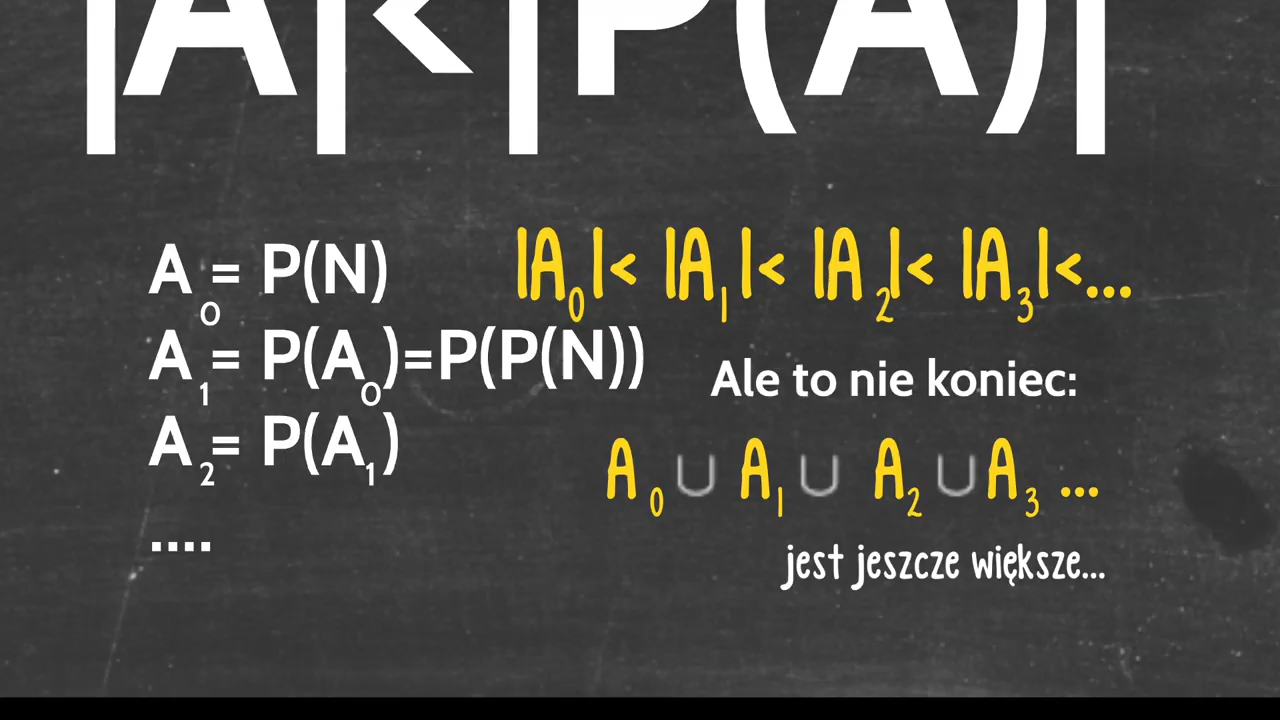 |A|<|P(A)|
A₀= P(N)
A₁= P(A₀)=P(P(N))
A₂= P(A₁)
....
|A₀|< |A₁|< |A₂|< |A₃|<...
Ale to nie koniec:
A₀∪ A₁∪ A₂∪A₃ ...
jest jeszcze większe...